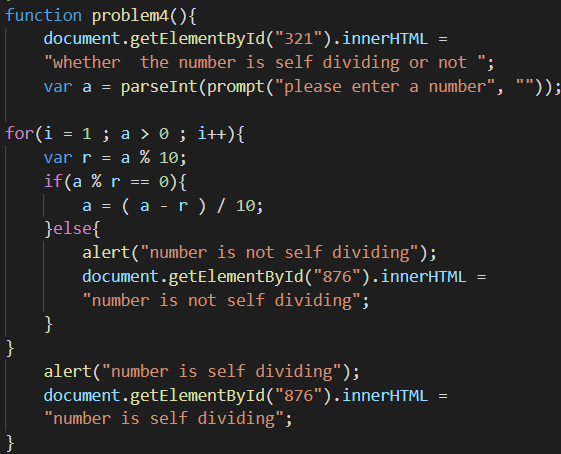 function problem4(){
    document.getElementById("321").innerHTML =
    "whether  the number is self dividing or not ";
    var a = parseInt(prompt("please enter a number", ""));
for(i = 1 ; a > 0 ; i++){
    var r = a % 10;
    if(a % r == 0){
        a = ( a - r ) / 10;
    }else{
        alert("number is not self dividing");
        document.getElementById("876").innerHTML =
        "number is not self dividing";
    }
}
    alert("number is self dividing");
    document.getElementById("876").innerHTML =
    "number is self dividing";
}